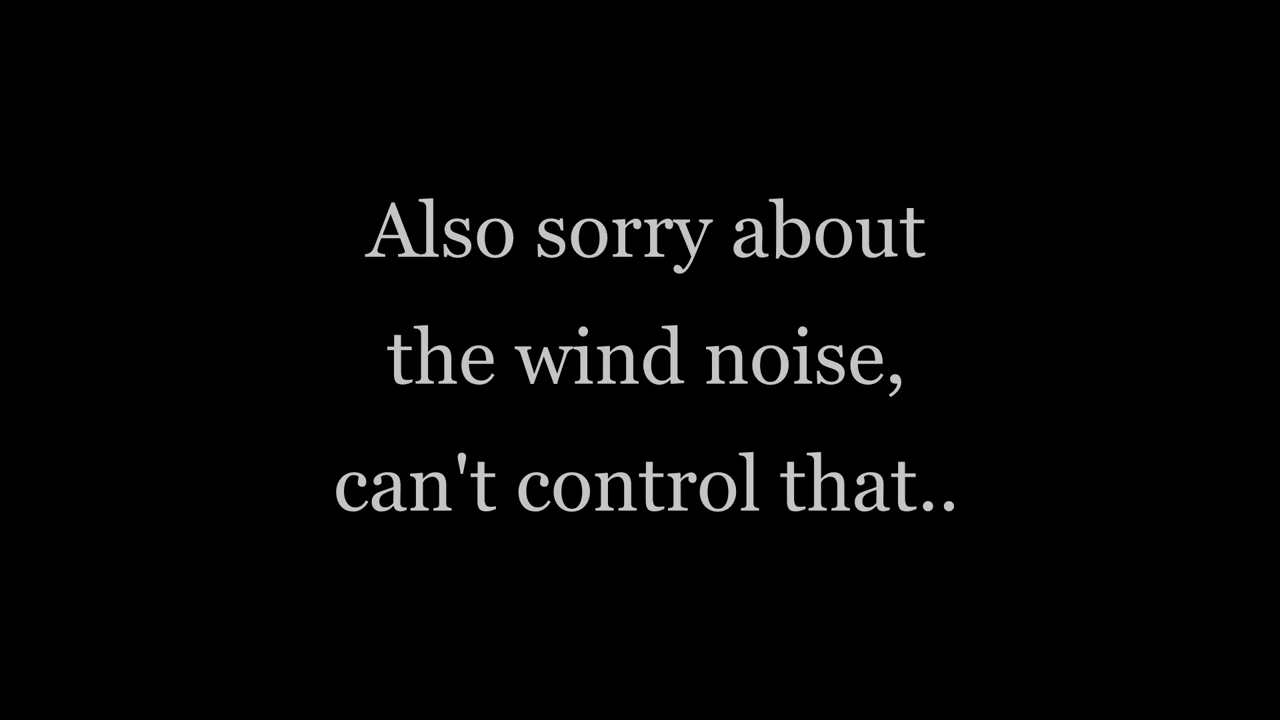 Also sorry about
the wind noise,
can't control that..